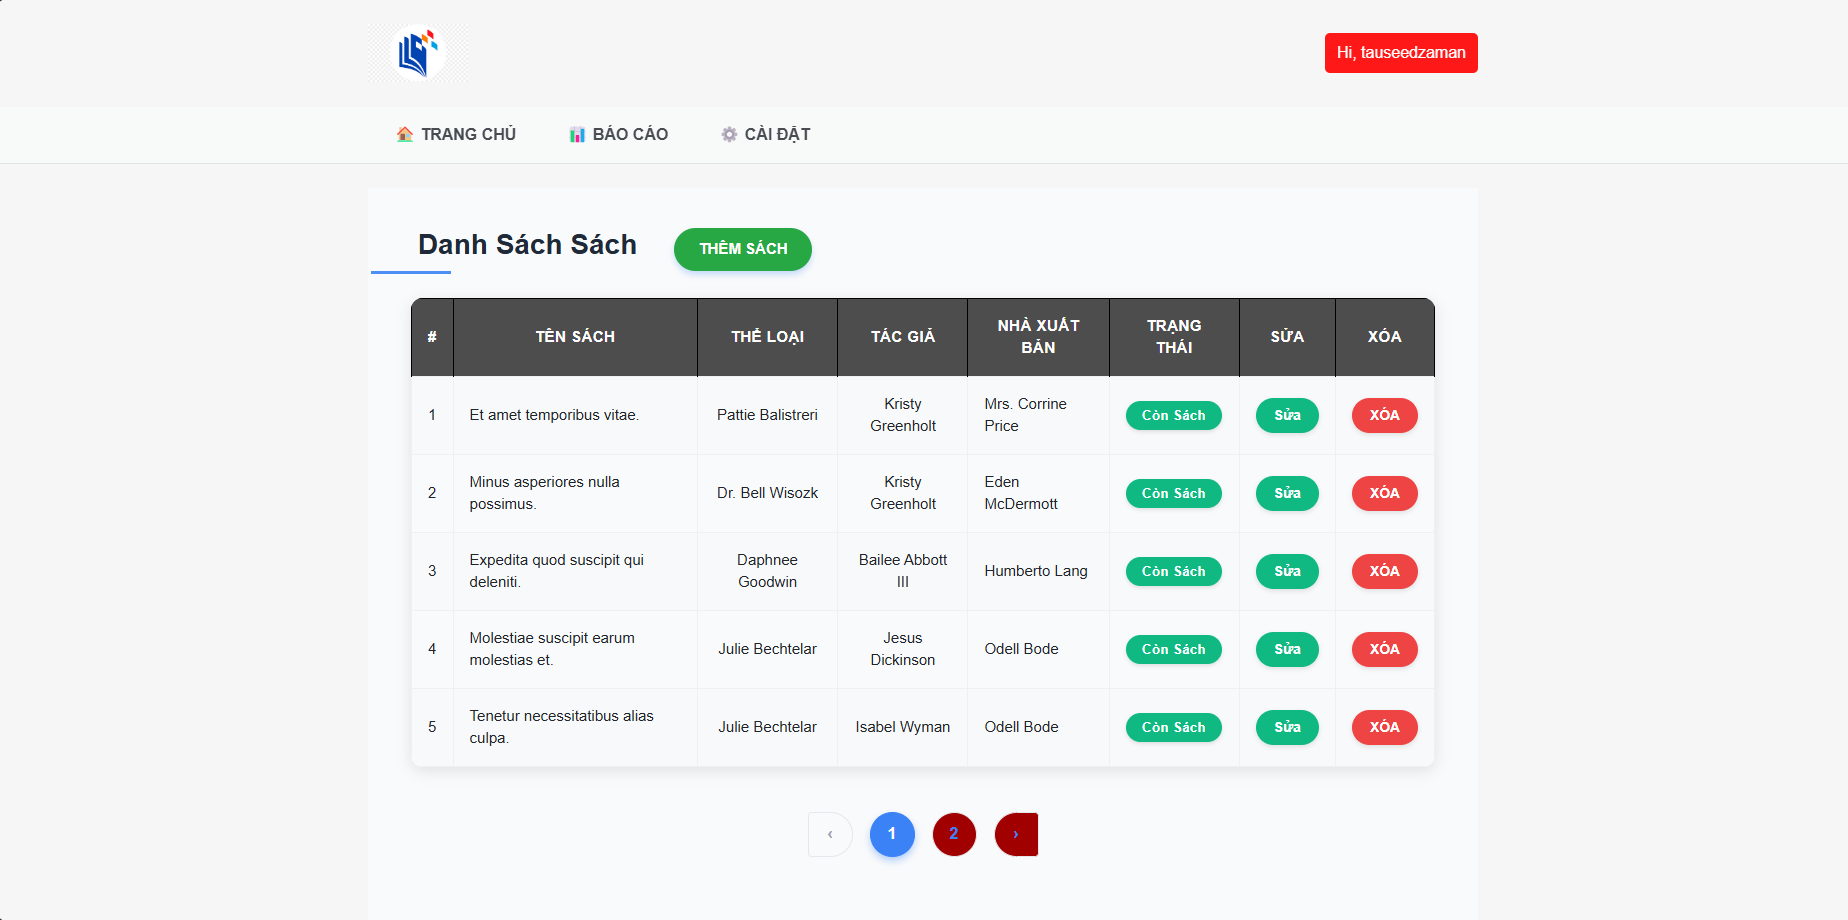 Hi, tauseedzaman
TRANG CHỦ BÁO CÁO CÀI ĐẶT
Danh Sách Sách THÊM SÁCH
# TÊN SÁCH THỂ LOẠI TÁC GIẢ NHÀ XUẤT BẢN TRẠNG THÁI SỬA XÓA
1 Et amet temporibus vitae. Pattie Balistreri Kristy Greenholt Mrs. Corrine Price Còn Sách Sửa XÓA
2 Minus asperiores nulla possimus. Dr. Bell Wisozk Kristy Greenholt Eden McDermott Còn Sách Sửa XÓA
3 Expedita quod suscipit qui deleniti. Daphnee Goodwin Bailee Abbott III Humberto Lang Còn Sách Sửa XÓA
4 Molestiae suscipit earum molestias et. Julie Bechtelar Jesus Dickinson Odell Bode Còn Sách Sửa XÓA
5 Tenetur necessitatibus alias culpa. Julie Bechtelar Isabel Wyman Odell Bode Còn Sách Sửa XÓA
‹ 1 2 ›